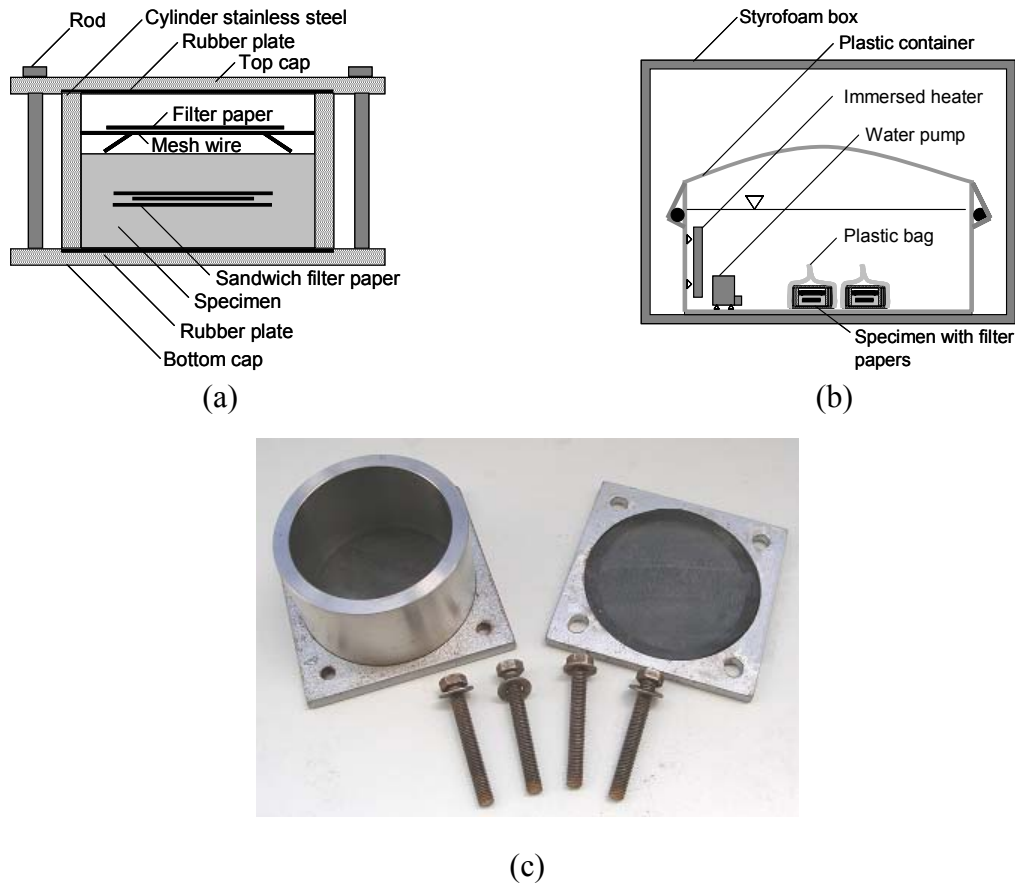 Rod
Cylinder stainless steel
Rubber plate
Top cap
Filter paper
Mesh wire
Sandwich filter paper
Specimen
Rubber plate
Bottom cap
(a)
Styrofoam box
Plastic container
Immersed heater
Water pump
Plastic bag
Specimen with filter
papers
(b)
(c)